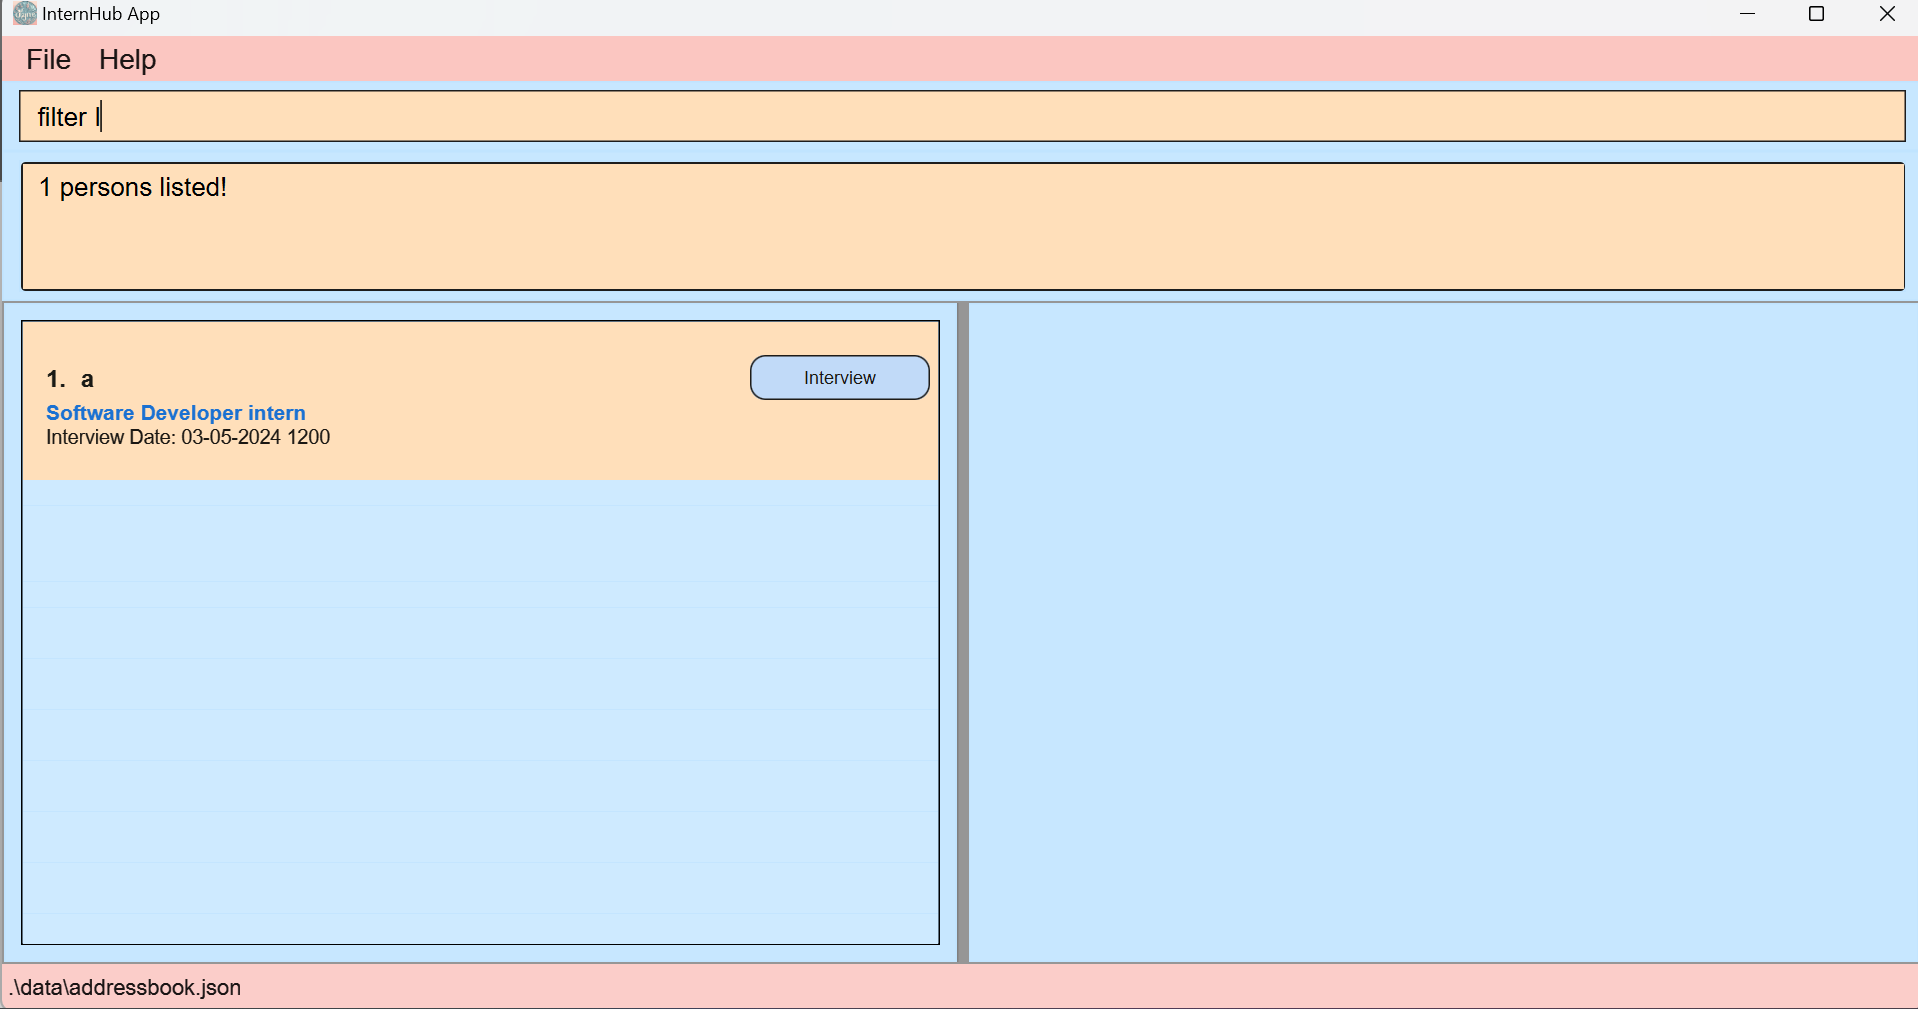 InternHub App
File Help
filter I
1 persons listed!
1. a
Interview
Software Developer intern
Interview Date: 03-05-2024 1200
.\data\addressbook.json